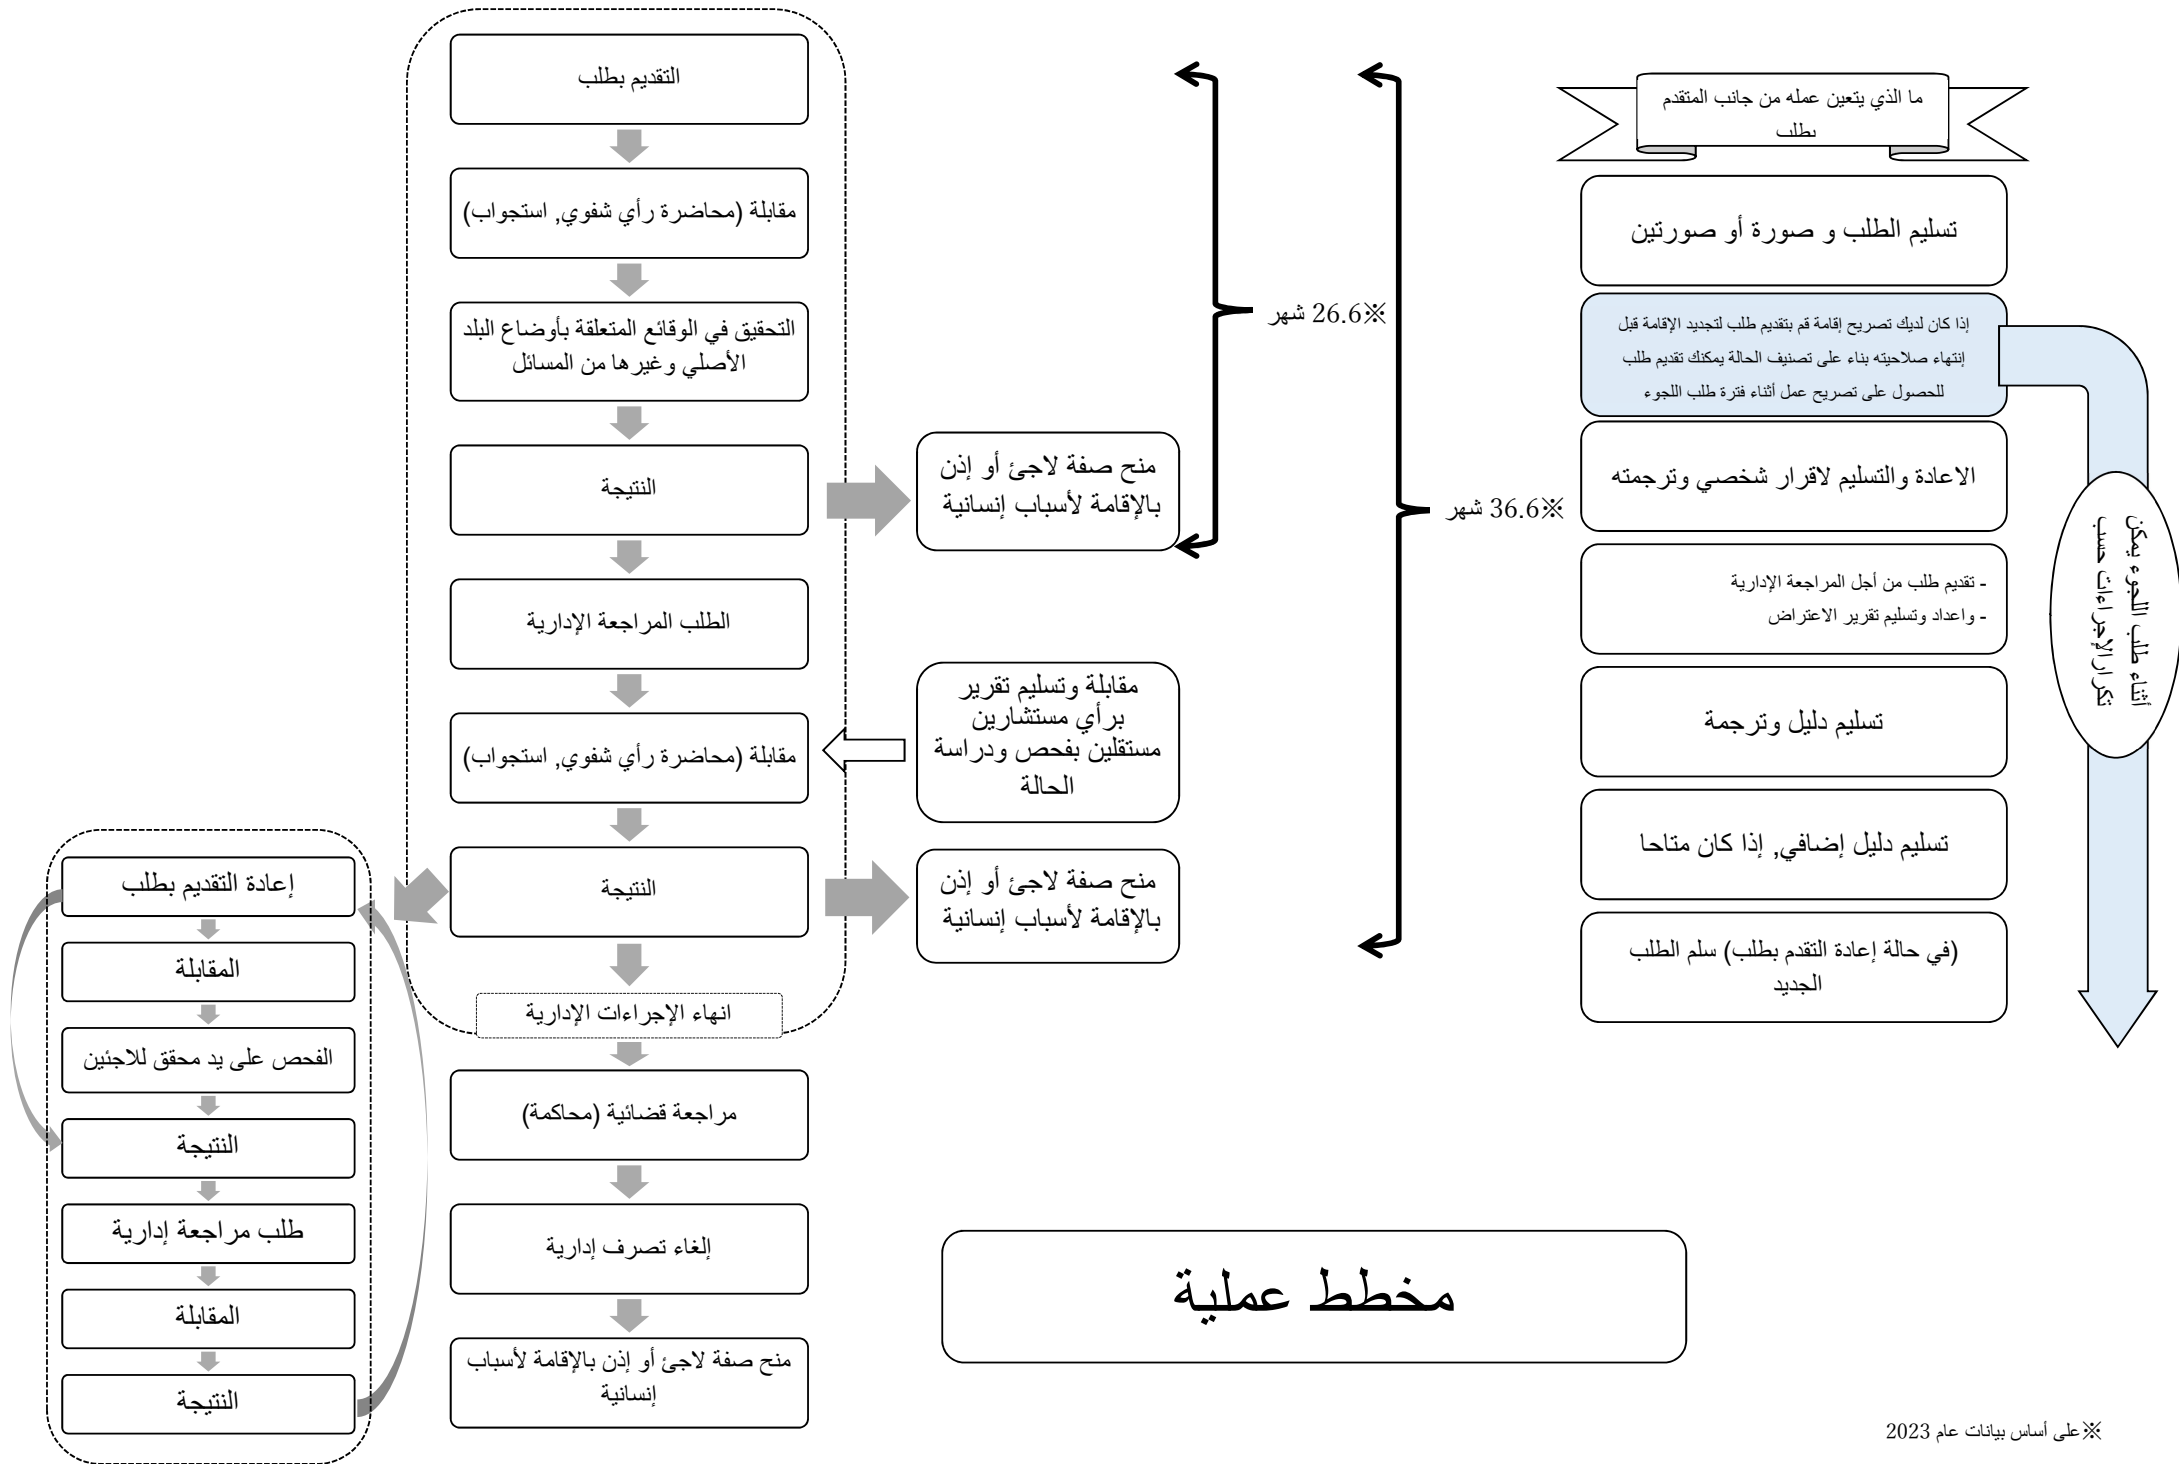 التقديم بطلب
مقابلة (محاضرة رأي شفوي, استجواب)
التحقيق في الوقائع المتعلقة بأوضاع البلد
الأصلي وغيرها من المسائل
النتيجة
منح صفة لاجئ أو إذن
بالإقامة لأسباب إنسانية
الطلب المراجعة الإدارية
مقابلة (محاضرة رأي شفوي, استجواب)
مقابلة وتسليم تقرير
برأي مستشارين
مستقلين بفحص ودراسة
الحالة
النتيجة
منح صفة لاجئ أو إذن
بالإقامة لأسباب إنسانية
انهاء الإجراءات الإدارية
مراجعة قضائية (محاكمة)
إلغاء تصرف إدارية
منح صفة لاجئ أو إذن بالإقامة لأسباب
إنسانية
إعادة التقديم بطلب
المقابلة
الفحص على يد محقق للاجئين
النتيجة
طلب مراجعة إدارية
المقابلة
النتيجة
※26.6 شهر
※36.6 شهر
ما الذي يتعين عمله من جانب المتقدم
بطلب
تسليم الطلب و صورة أو صورتين
إذا كان لديك تصريح إقامة قم بتقديم طلب لتجديد الإقامة قبل
إنتهاء صلاحيته بناء على تصنيف الحالة يمكنك تقديم طلب
للحصول على تصريح عمل أثناء فترة طلب اللجوء
الاعادة والتسليم لاقرار شخصي وترجمته
- تقديم طلب من أجل المراجعة الإدارية
- واعداد وتسليم تقرير الاعتراض
تسليم دليل وترجمة
تسليم دليل إضافي, إذا كان متاحا
(في حالة إعادة التقدم بطلب) سلم الطلب
الجديد
أثناء طلب اللجوء يمكن
تكرار الإجراءات حسب
مخطط عملية
※على أساس بيانات عام 2023